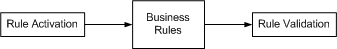 Rule Activation
Business
Rules
Rule Validation